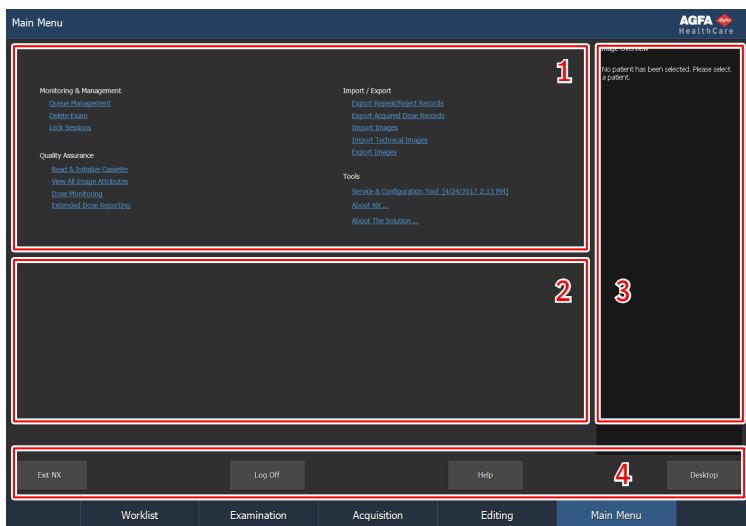 Main Menu
AGFA
HealthCare
1
Monitoring & Management
Queue Management
Delete Exam
Lock Sessions
Quality Assurance
Read & Initialize Cassette
View All Image Attributes
Dose Monitoring
Extended Dose Reporting
Import / Export
Export Repeat/Reject Records
Export Acquired Dose Records
Import Images
Import Technical Images
Export Images
Tools
Service & Configuration Tool [4/24/2017 2:13 PM]
About NX ...
About The Solution ...
2
Image Overview
No patient has been selected. Please select
a patient.
3
4
Exit NX
Log Off
Help
Desktop
Worklist
Examination
Acquisition
Editing
Main Menu